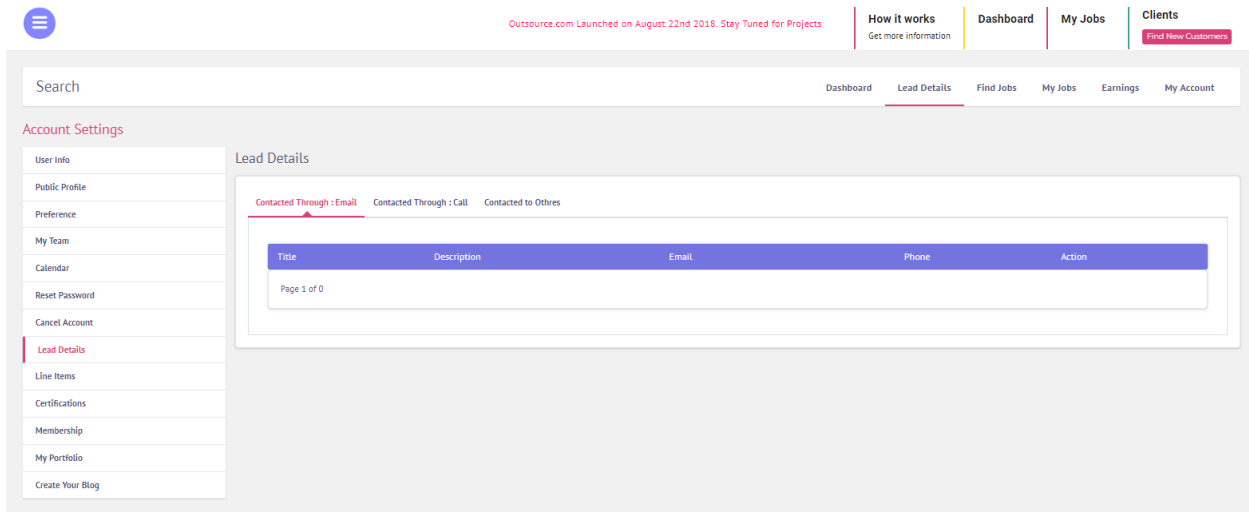 Outsource.com Launched on August 22nd 2018. Stay Tuned for Projects
How it works
Get more information
Dashboard
My Jobs
Clients
Find New Customers
Search
Dashboard Lead Details Find Jobs My Jobs Earnings My Account
Account Settings
User Info
Public Profile
Preference
My Team
Calendar
Reset Password
Cancel Account
Lead Details
Line Items
Certifications
Membership
My Portfolio
Create Your Blog
Lead Details
Contacted Through : Email Contacted Through : Call Contacted to Othres
Title Description Email Phone Action
Page 1 of 0